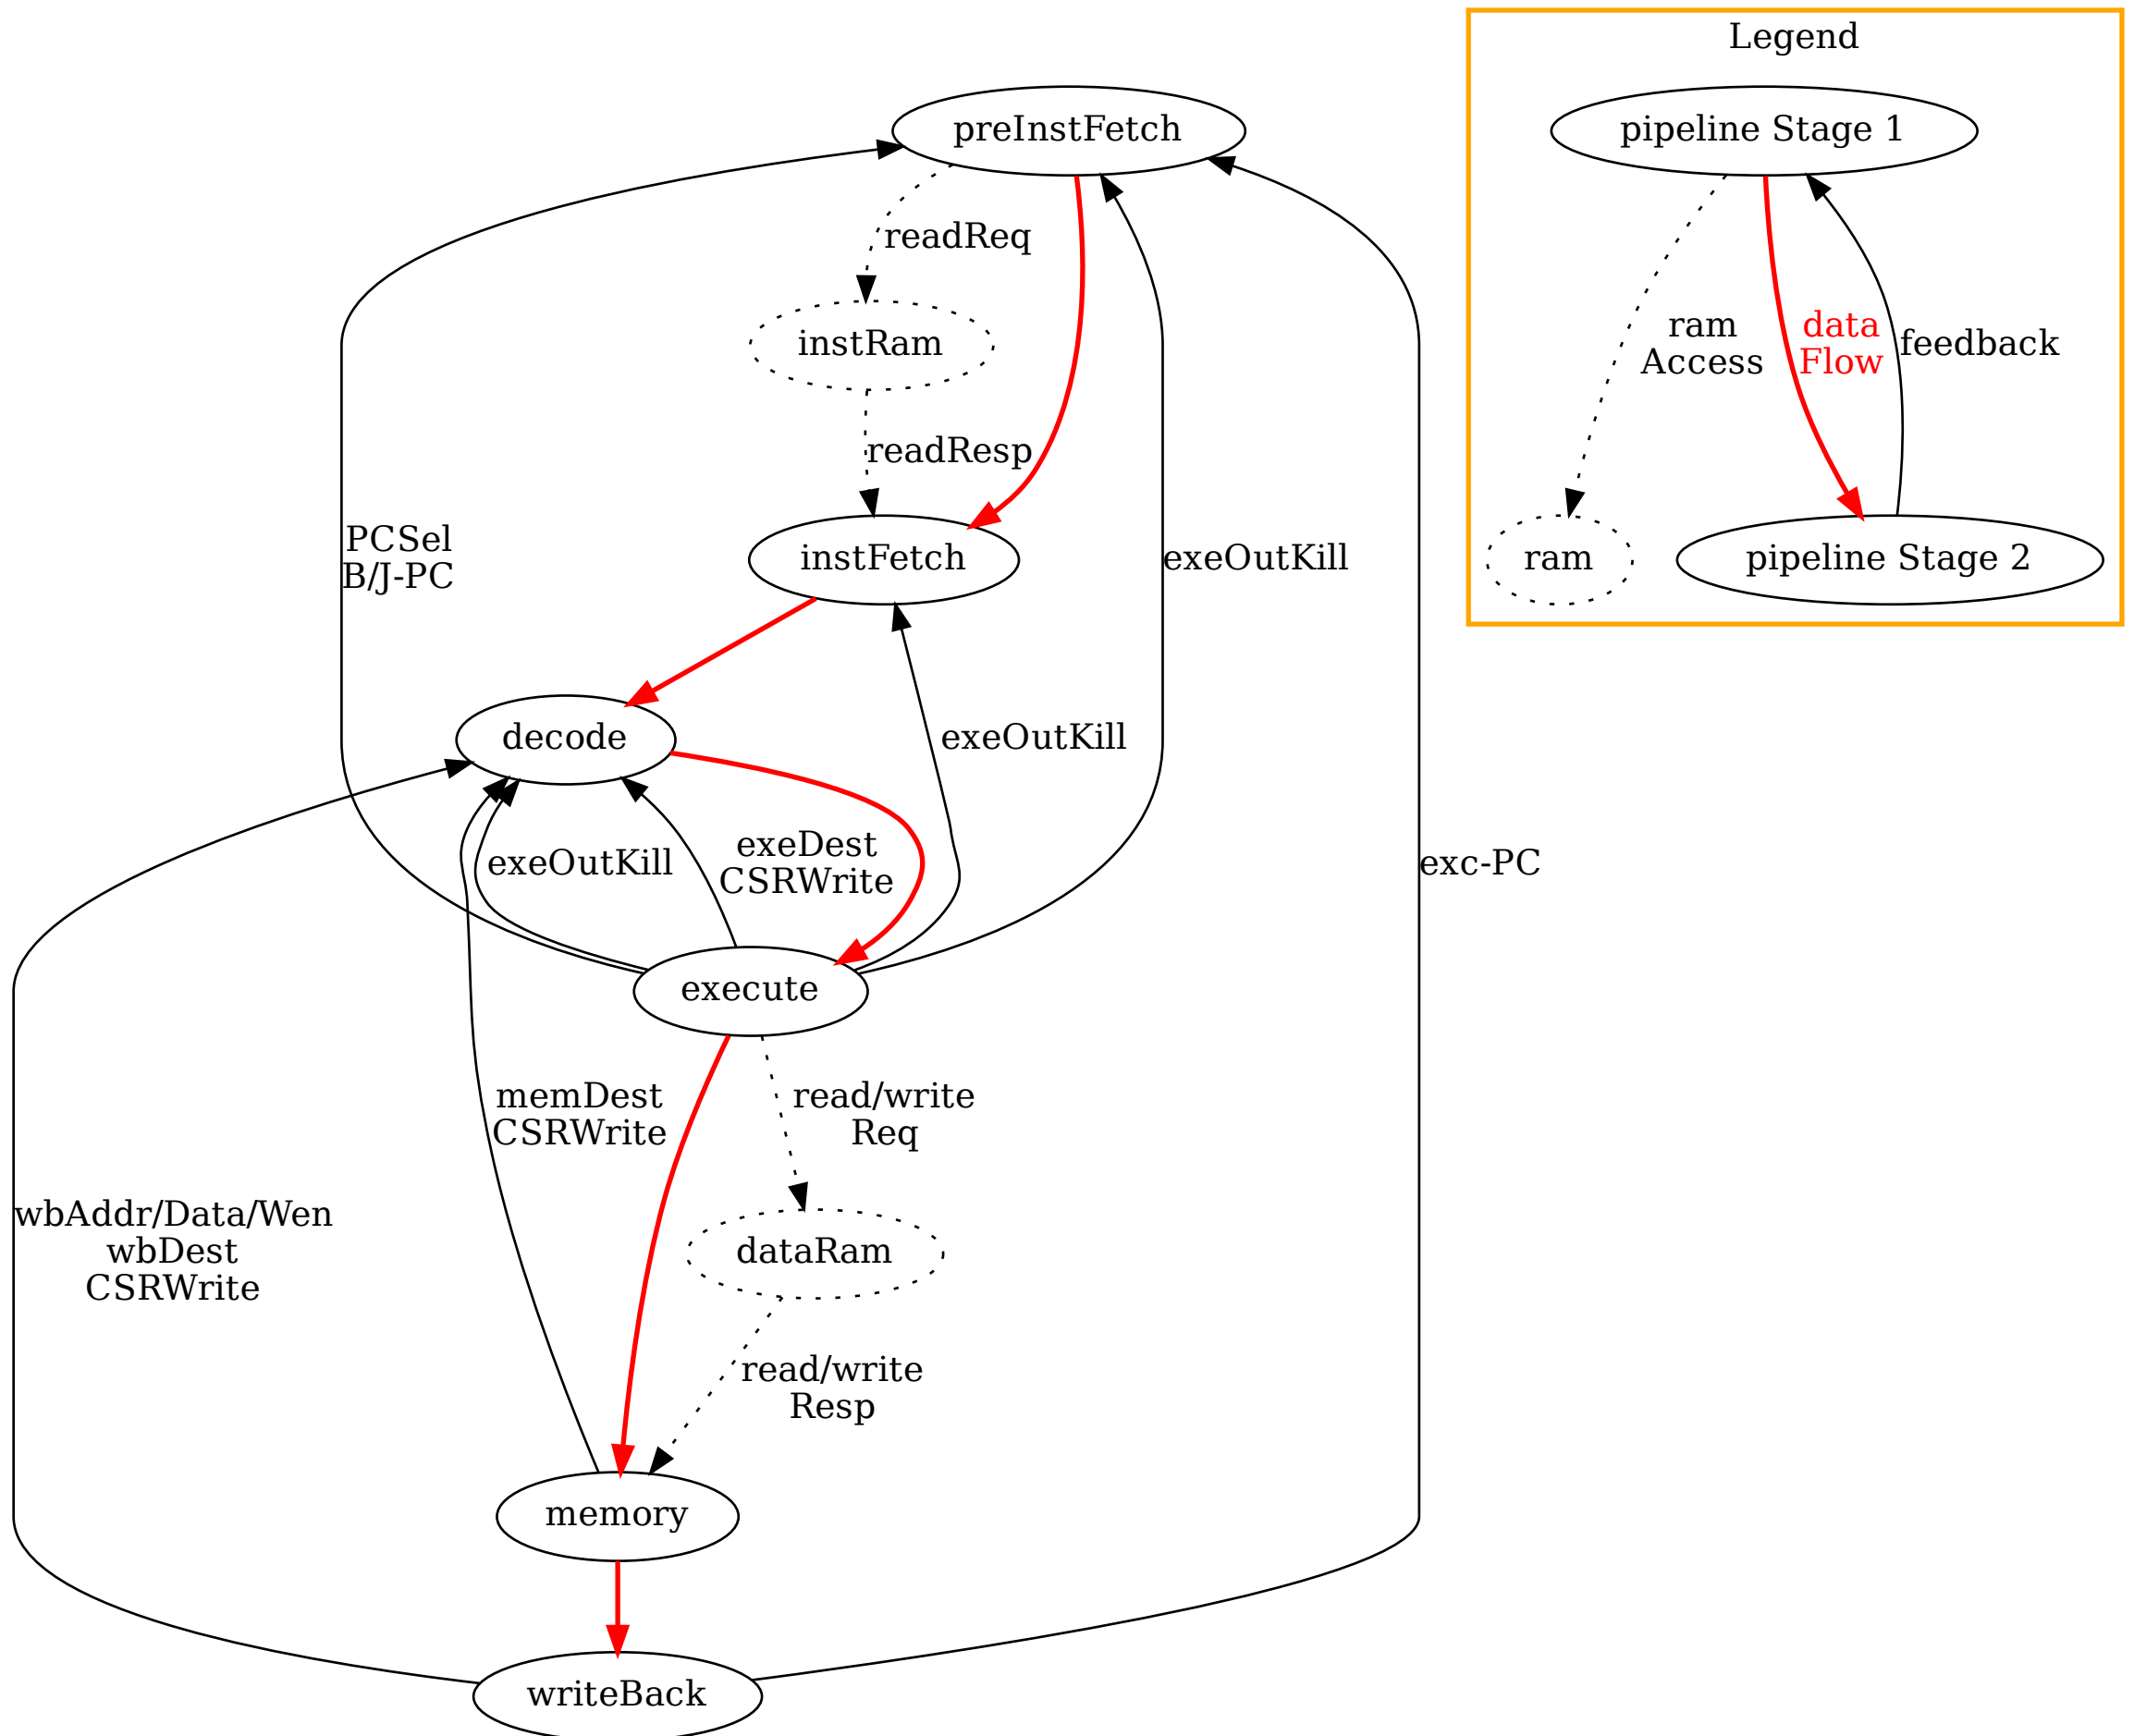 Legend
preInstFetch
pipeline Stage 1
readReq
instRam
ram
Access
data
Flow
feedback
readResp
PCSel
B/J-PC
instFetch
exeOutKill
ram
pipeline Stage 2
decode
exeOutKill
exeOutKill
exeDest
CSRWrite
exc-PC
execute
memDest
CSRWrite
read/write
Req
wbAddr/Data/Wen
wbDest
CSRWrite
dataRam
read/write
Resp
memory
writeBack